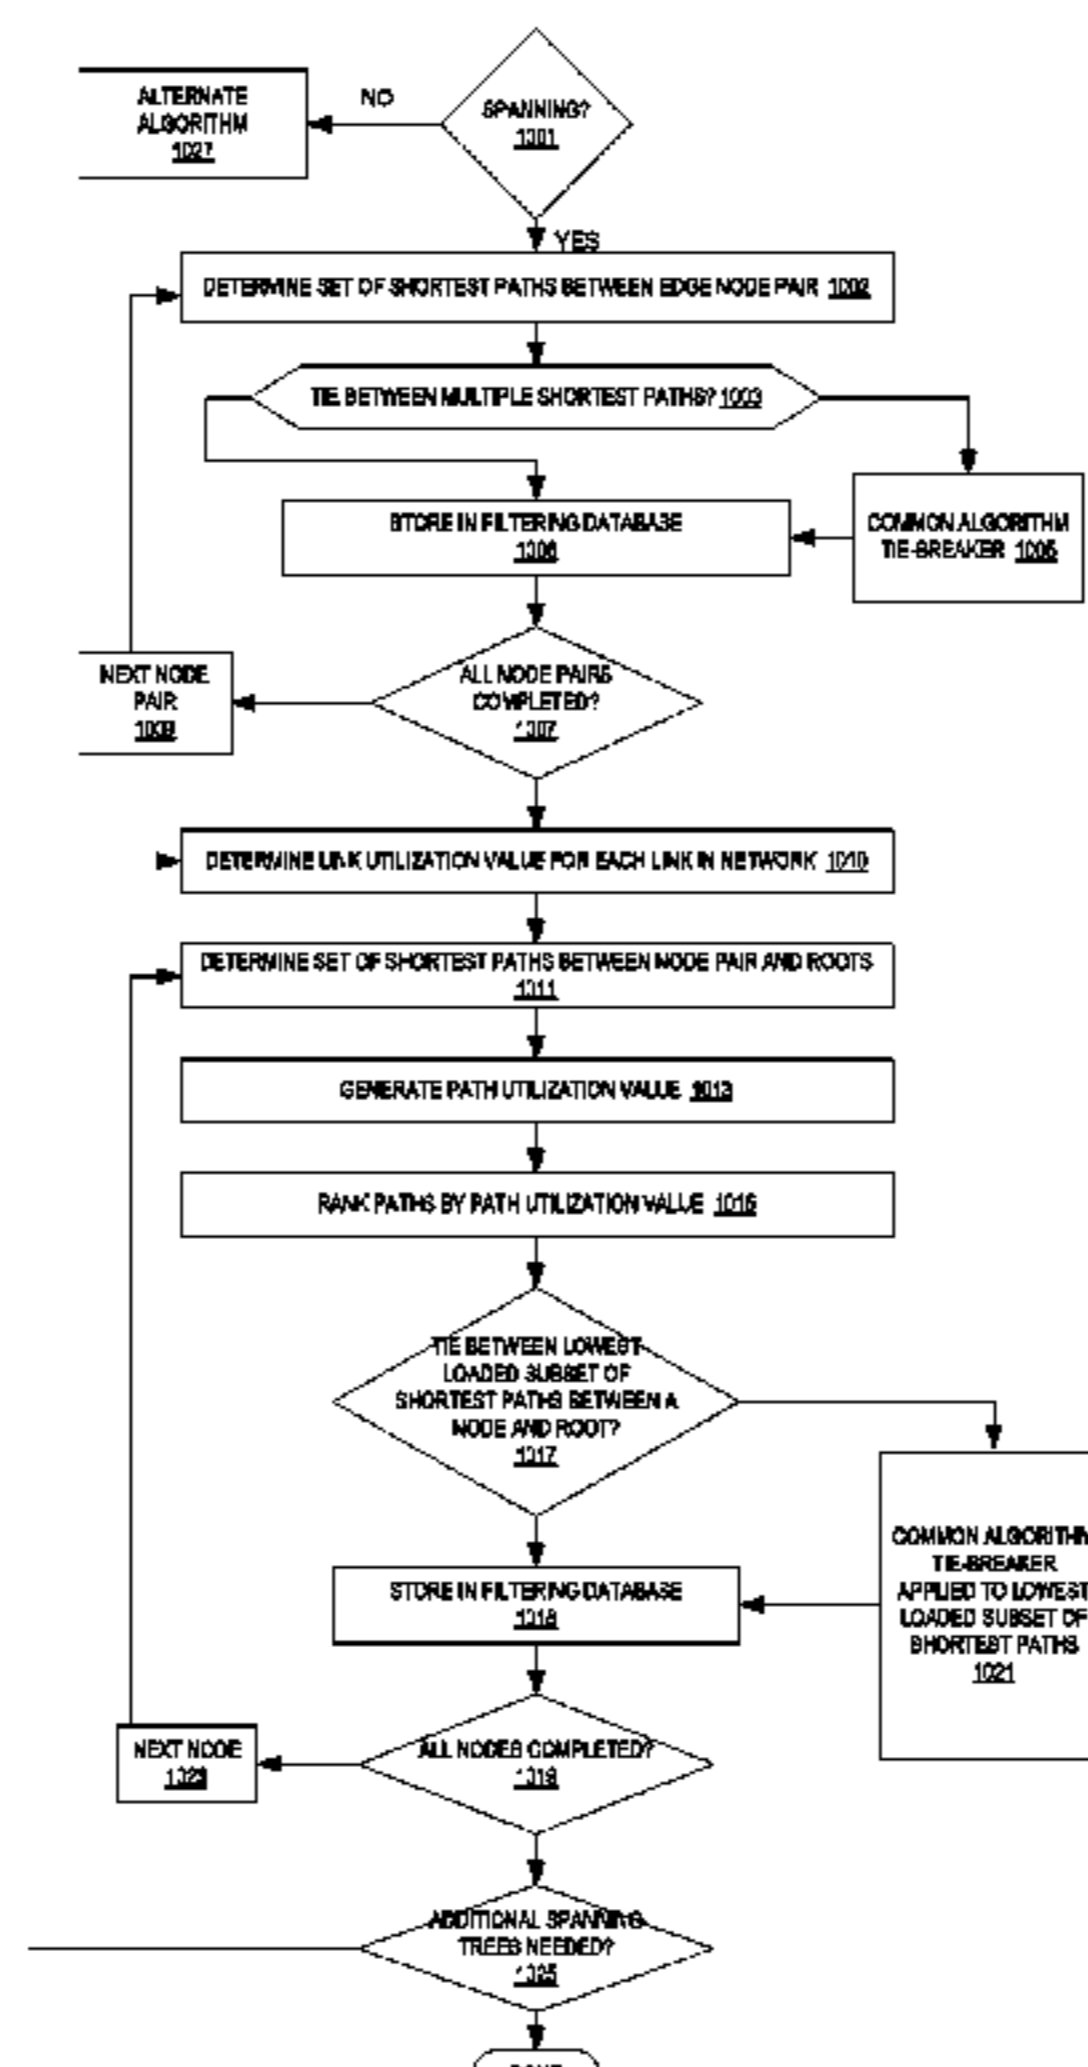 SPANNING?
1001
NO
ALTERNATE
ALGORITHM
1027
YES
DETERMINE SET OF SHORTEST PATHS BETWEEN EDGE NODE PAIR 1002
TIE BETWEEN MULTIPLE SHORTEST PATHS? 1003
STORE IN FILTERING DATABASE
1006
COMMON ALGORITHM
TIE-BREAKER 1005
ALL NODE PAIRS
COMPLETED?
1007
NEXT NODE
PAIR
1009
DETERMINE LINK UTILIZATION VALUE FOR EACH LINK IN NETWORK 1010
DETERMINE SET OF SHORTEST PATHS BETWEEN NODE PAIR AND ROOTS
1011
GENERATE PATH UTILIZATION VALUE 1013
RANK PATHS BY PATH UTILIZATION VALUE 1015
TIE BETWEEN LOWEST
LOADED SUBSET OF
SHORTEST PATHS BETWEEN A
NODE AND ROOT?
1017
COMMON ALGORITHM
TIE-BREAKER
APPLIED TO LOWEST
LOADED SUBSET OF
SHORTEST PATHS
1021
STORE IN FILTERING DATABASE
1018
ALL NODES COMPLETED?
1019
NEXT NODE
1023
ADDITIONAL SPANNING
TREES NEEDED?
1025